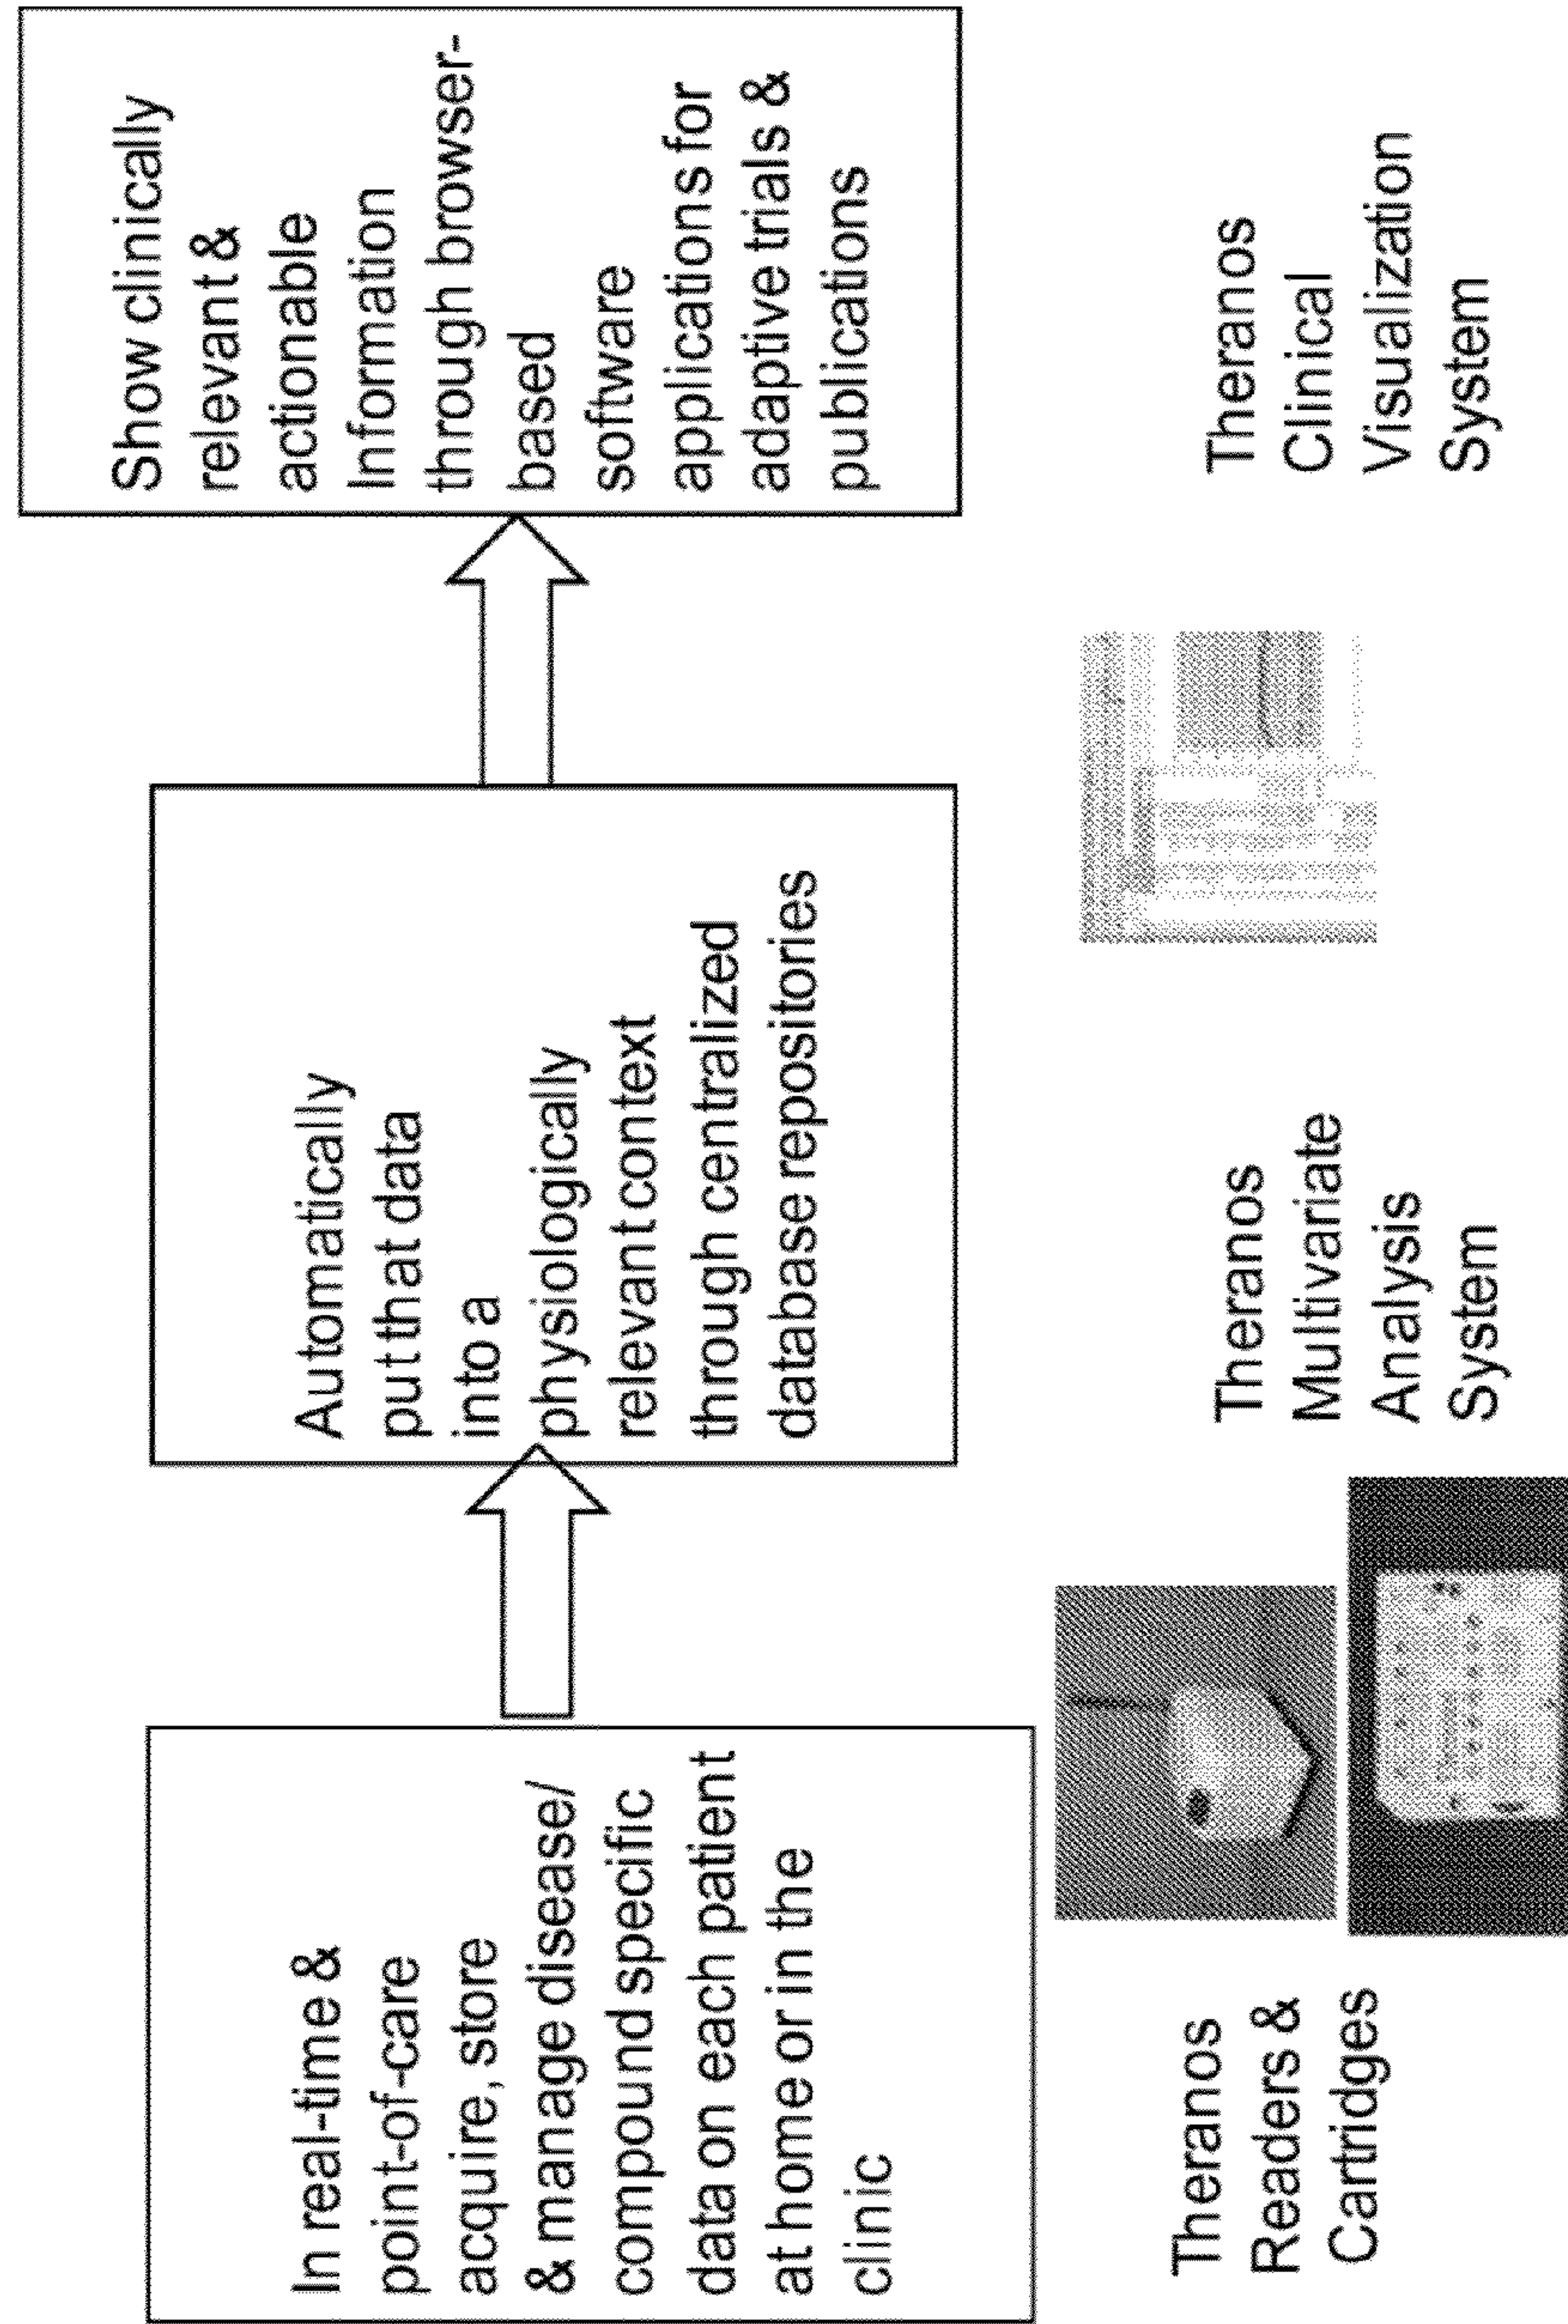 In real-time &
point-of-care
acquire, store
& manage disease/
compound specific
data on each patient
at home or in the
clinic
Automatically
put that data
into a
physiologically
relevant context
through centralized
database repositories
Show clinically
relevant &
actionable
Information
through browser-
based
software
applications for
adaptive trials &
publications
Theranos
Readers &
Cartridges
Theranos
Multivariate
Analysis
System
Theranos
Clinical
Visualization
System